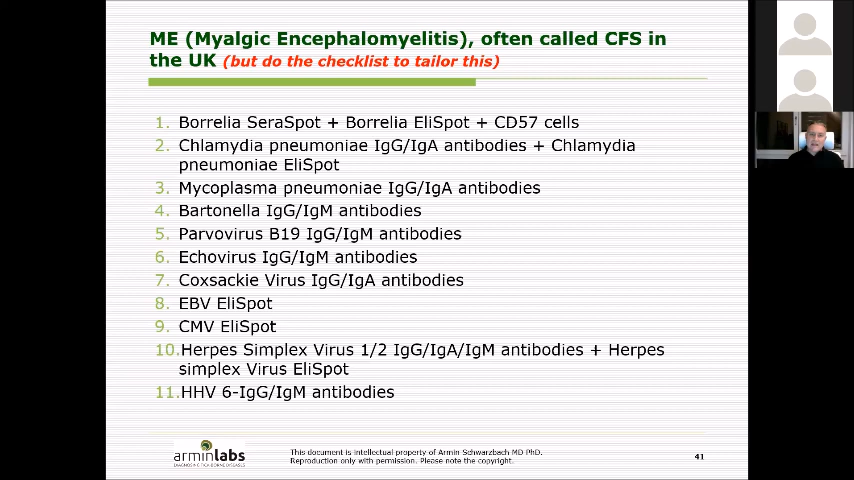 ME (Myalgic Encephalomyelitis), often called CFS in
the UK (but do the checklist to tailor this)
1. Borrelia SeraSpot + Borrelia EliSpot + CD57 cells
2. Chlamydia pneumoniae IgG/IgA antibodies + Chlamydia
pneumoniae EliSpot
3. Mycoplasma pneumoniae IgG/IgA antibodies
4. Bartonella IgG/IgM antibodies
5. Parvovirus B19 IgG/IgM antibodies
6. Echovirus IgG/IgM antibodies
7. Coxsackie Virus IgG/IgA antibodies
8. EBV EliSpot
9. CMV EliSpot
10.Herpes Simplex Virus 1/2 IgG/IgA/IgM antibodies + Herpes
simplex Virus EliSpot
11.HHV 6-IgG/IgM antibodies
arminlabs
DIAGNOSING TICK-BORNE DISEASES
This document is intellectual property of Armin Schwarzbach MD PhD.
Reproduction only with permission. Please note the copyright.
41